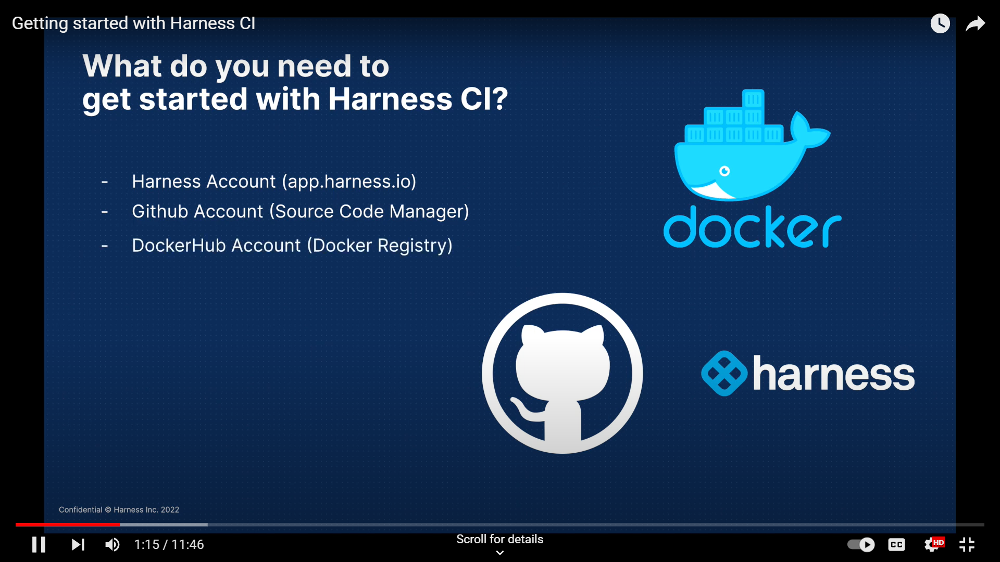 Getting started with Harness CI
What do you need to
get started with Harness CI?
- Harness Account (app.harness.io)
- Github Account (Source Code Manager)
- DockerHub Account (Docker Registry)
docker
harness
Confidential © Harness Inc. 2022
Scroll for details
1:15 / 11:46
CC
HD